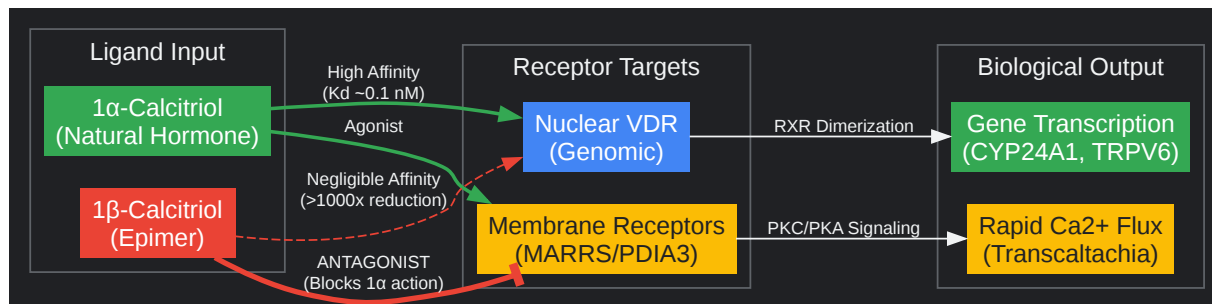 Ligand Input
1α-Calcitriol
(Natural Hormone)
1β-Calcitriol
(Epimer)
High Affinity
(Kd ~0.1 nM)
Agonist
Negligible Affinity
(>1000x reduction)
ANTAGONIST
(Blocks 1α action)
Receptor Targets
Nuclear VDR
(Genomic)
Membrane Receptors
(MARRS/PDIA3)
RXR Dimerization
PKC/PKA Signaling
Biological Output
Gene Transcription
(CYP24A1, TRPV6)
Rapid Ca2+ Flux
(Transcaltachia)